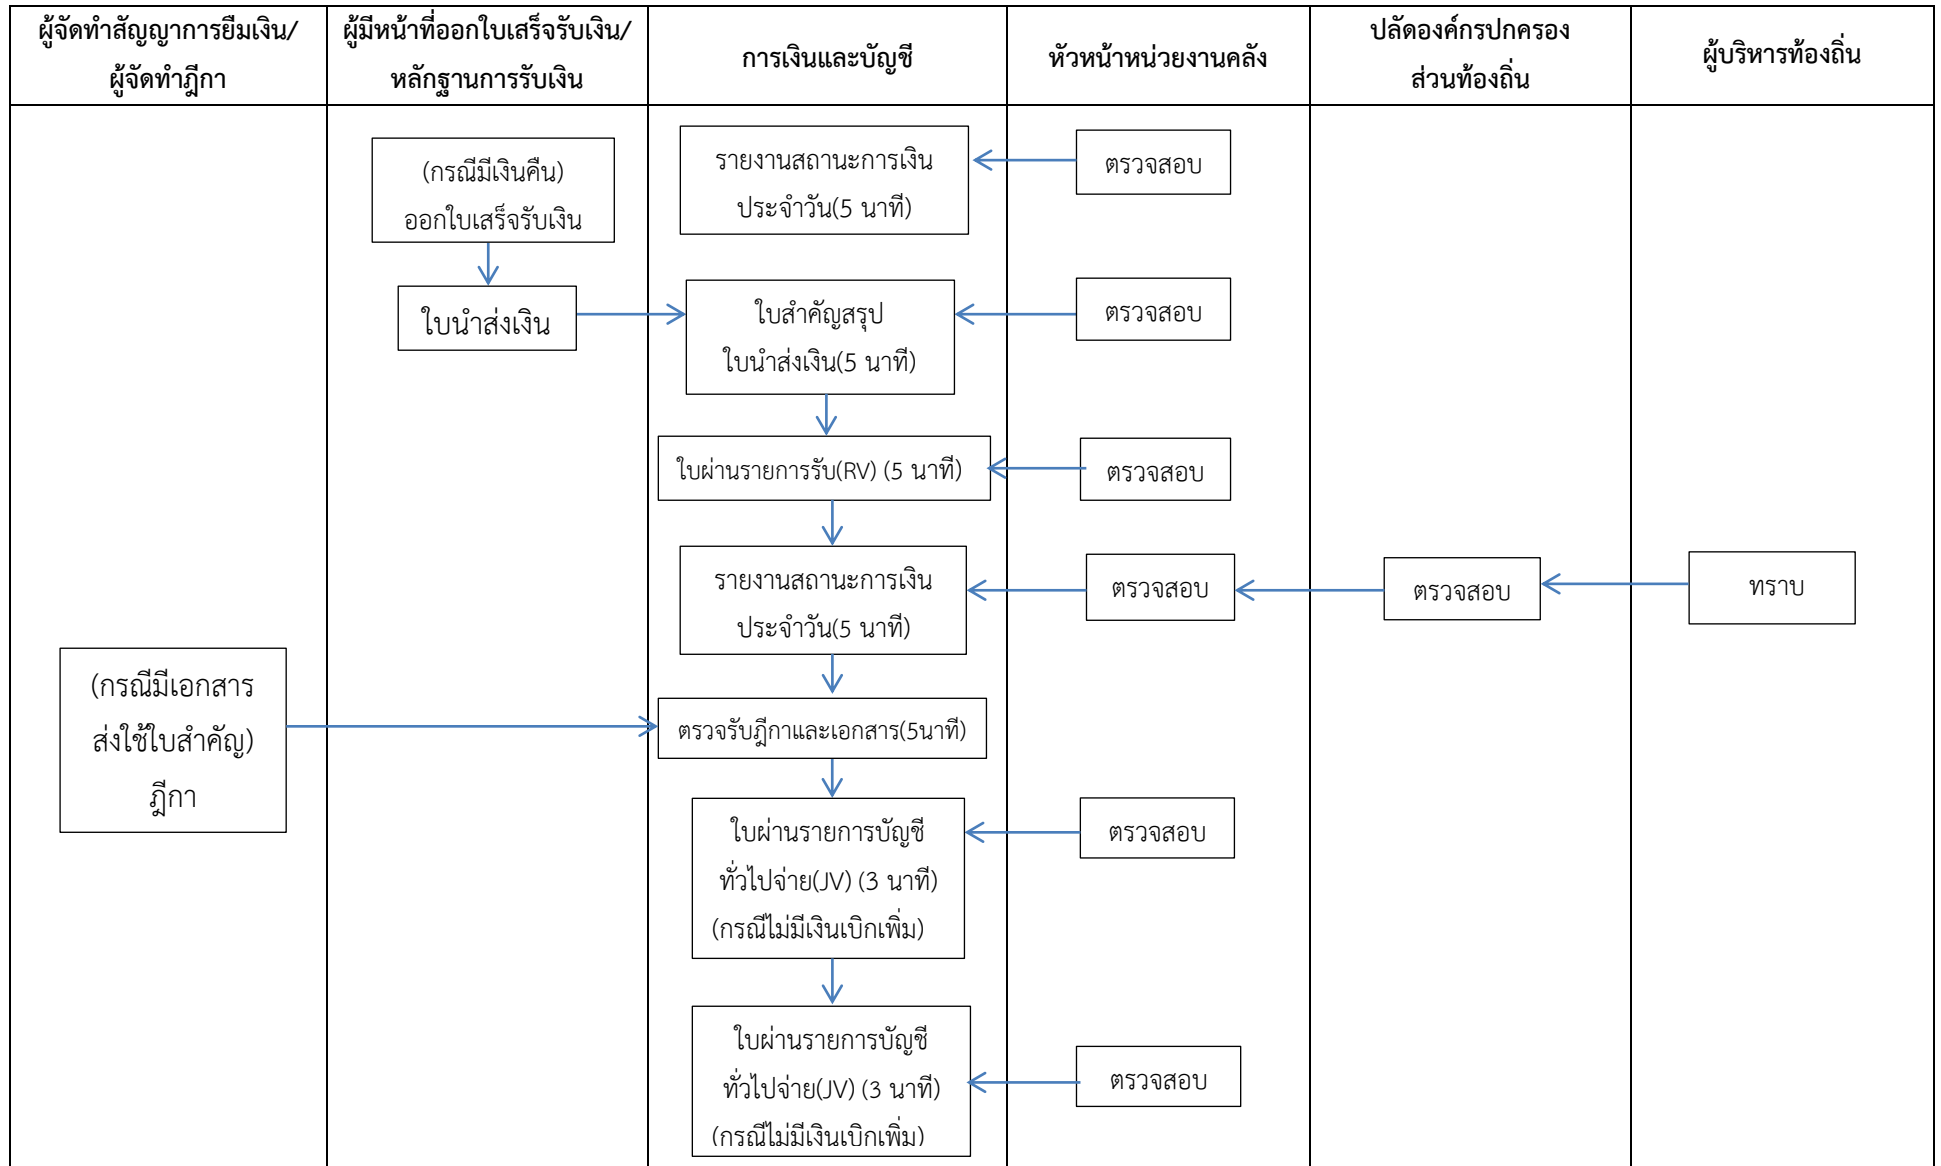 ผู้จัดทำสัญญาการยืมเงิน/
ผู้จัดทำฎีกา
ผู้มีหน้าที่ออกใบเสร็จรับเงิน/
หลักฐานการรับเงิน
การเงินและบัญชี
หัวหน้าหน่วยงานคลัง
ปลัดองค์กรปกครอง
ส่วนท้องถิ่น
ผู้บริหารท้องถิ่น
(กรณีมีเงินคืน)
ออกใบเสร็จรับเงิน
รายงานสถานะการเงิน
ประจำวัน(5 นาที)
ตรวจสอบ
ใบนำส่งเงิน
ใบสำคัญสรุป
ใบนำส่งเงิน(5 นาที)
ตรวจสอบ
ใบผ่านรายการรับ(RV) (5 นาที)
ตรวจสอบ
รายงานสถานะการเงิน
ประจำวัน(5 นาที)
ตรวจสอบ
ตรวจสอบ
ทราบ
(กรณีมีเอกสาร
ส่งใช้ใบสำคัญ)
ฎีกา
ตรวจรับฎีกาและเอกสาร(5นาที)
ใบผ่านรายการบัญชี
ทั่วไปจ่าย(JV) (3 นาที)
(กรณีไม่มีเงินเบิกเพิ่ม)
ตรวจสอบ
ใบผ่านรายการบัญชี
ทั่วไปจ่าย(JV) (3 นาที)
(กรณีไม่มีเงินเบิกเพิ่ม)
ตรวจสอบ